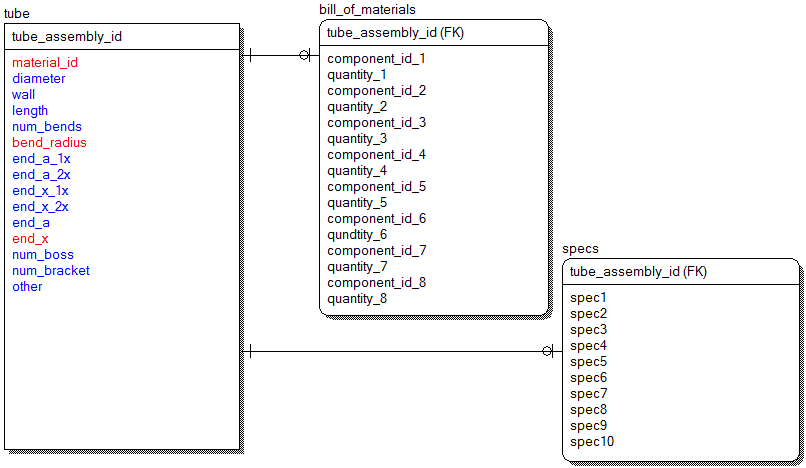 tube
tube_assembly_id
material_id
diameter
wall
length
num_bends
bend_radius
end_a_1x
end_a_2x
end_x_1x
end_x_2x
end_a
end_x
num_boss
num_bracket
other
bill_of_materials
tube_assembly_id (FK)
component_id_1
quantity_1
component_id_2
quantity_2
component_id_3
quantity_3
component_id_4
quantity_4
component_id_5
quantity_5
component_id_6
qundtity_6
component_id_7
quantity_7
component_id_8
quantity_8
specs
tube_assembly_id (FK)
spec1
spec2
spec3
spec4
spec5
spec6
spec7
spec8
spec9
spec10